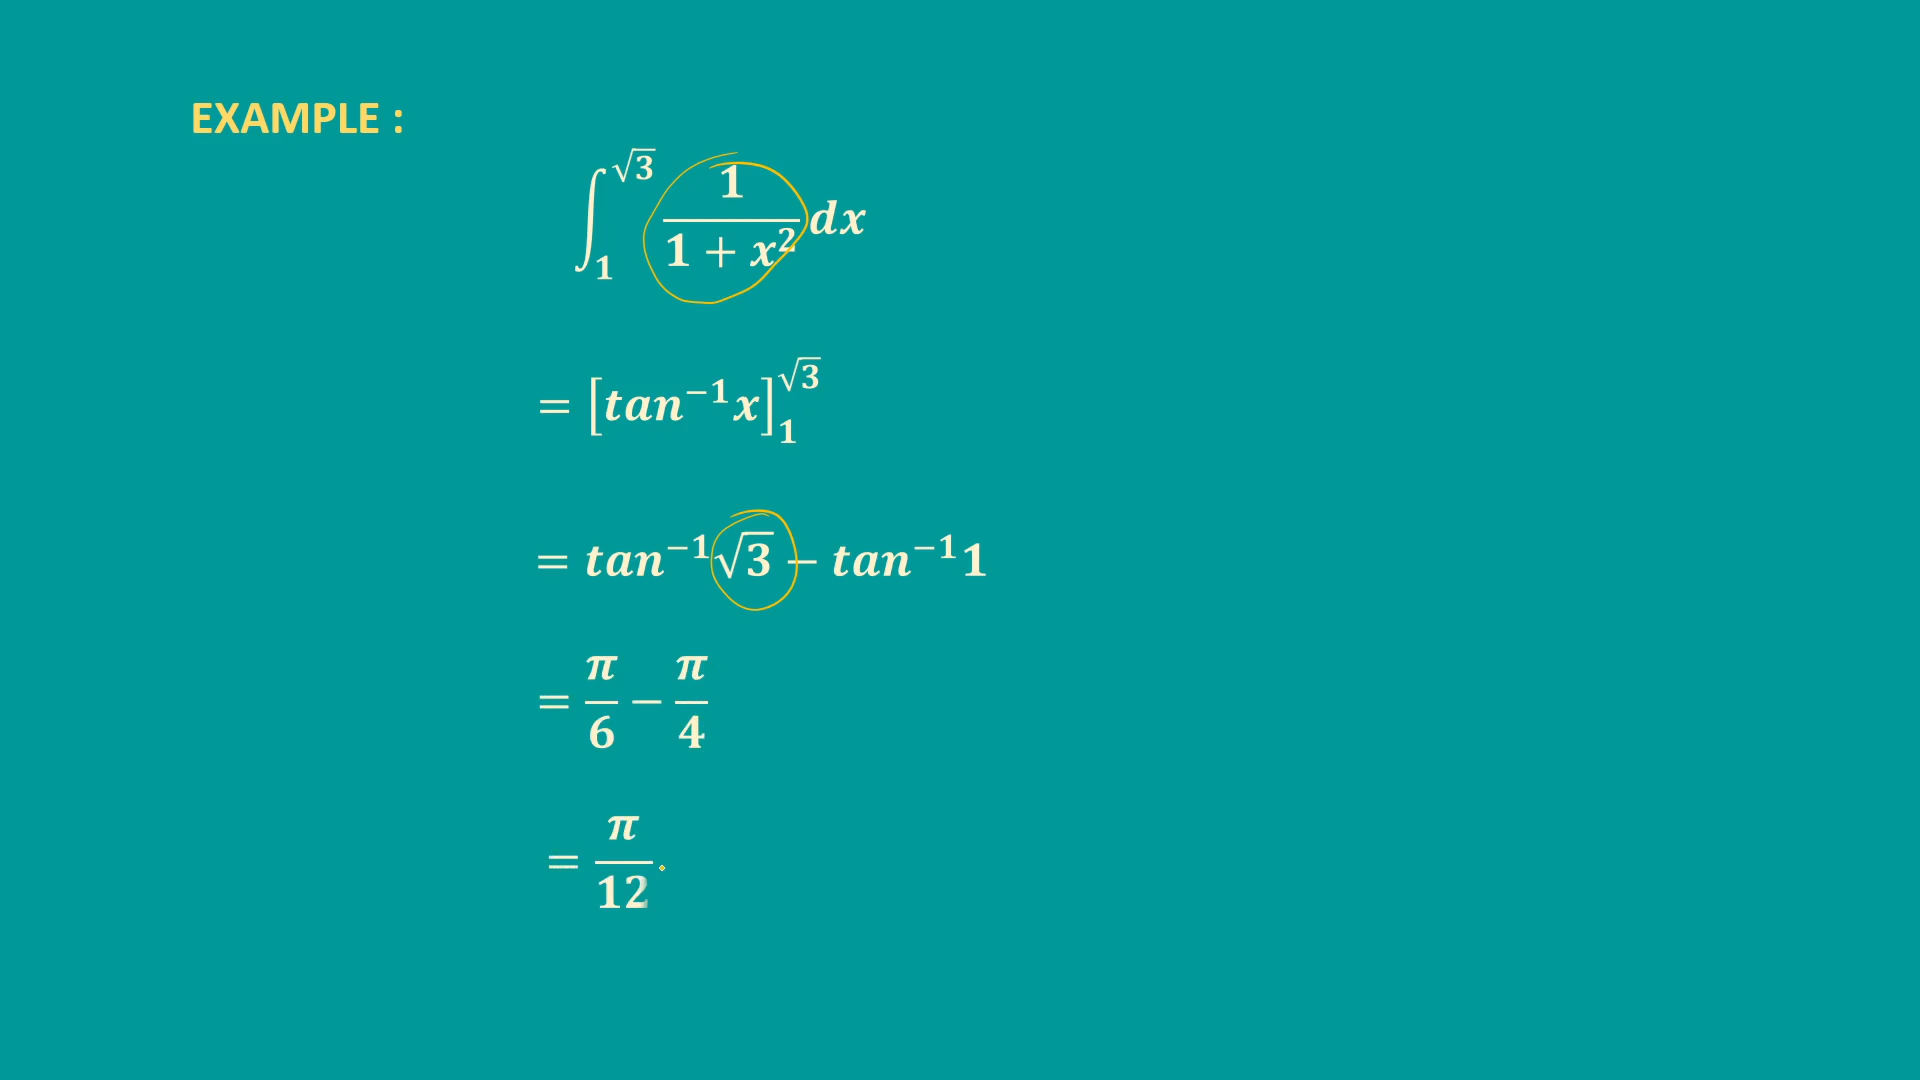 EXAMPLE :
∫₁^√3 1/(1 + x²) dx
= [tan⁻¹x]₁^√3
= tan⁻¹√3 − tan⁻¹1
= π/6 − π/4
= π/12